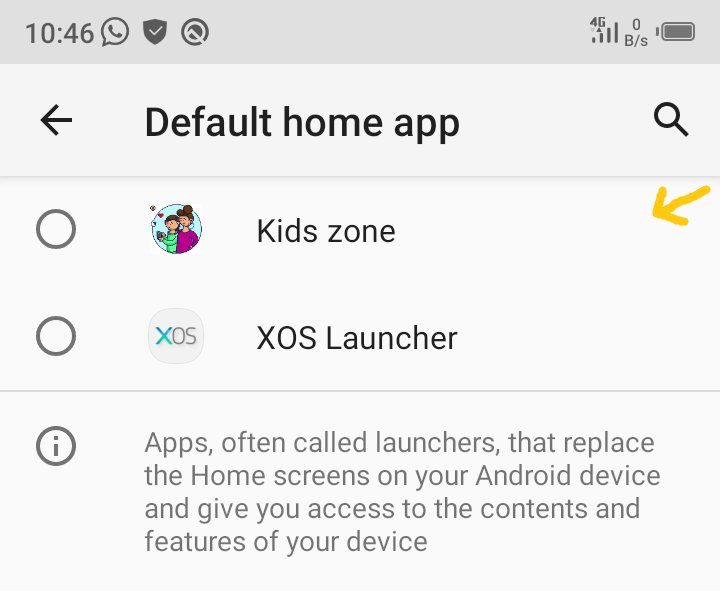 10:46 4G 0 B/s
Default home app
Kids zone
XOS XOS Launcher
Apps, often called launchers, that replace
the Home screens on your Android device
and give you access to the contents and
features of your device